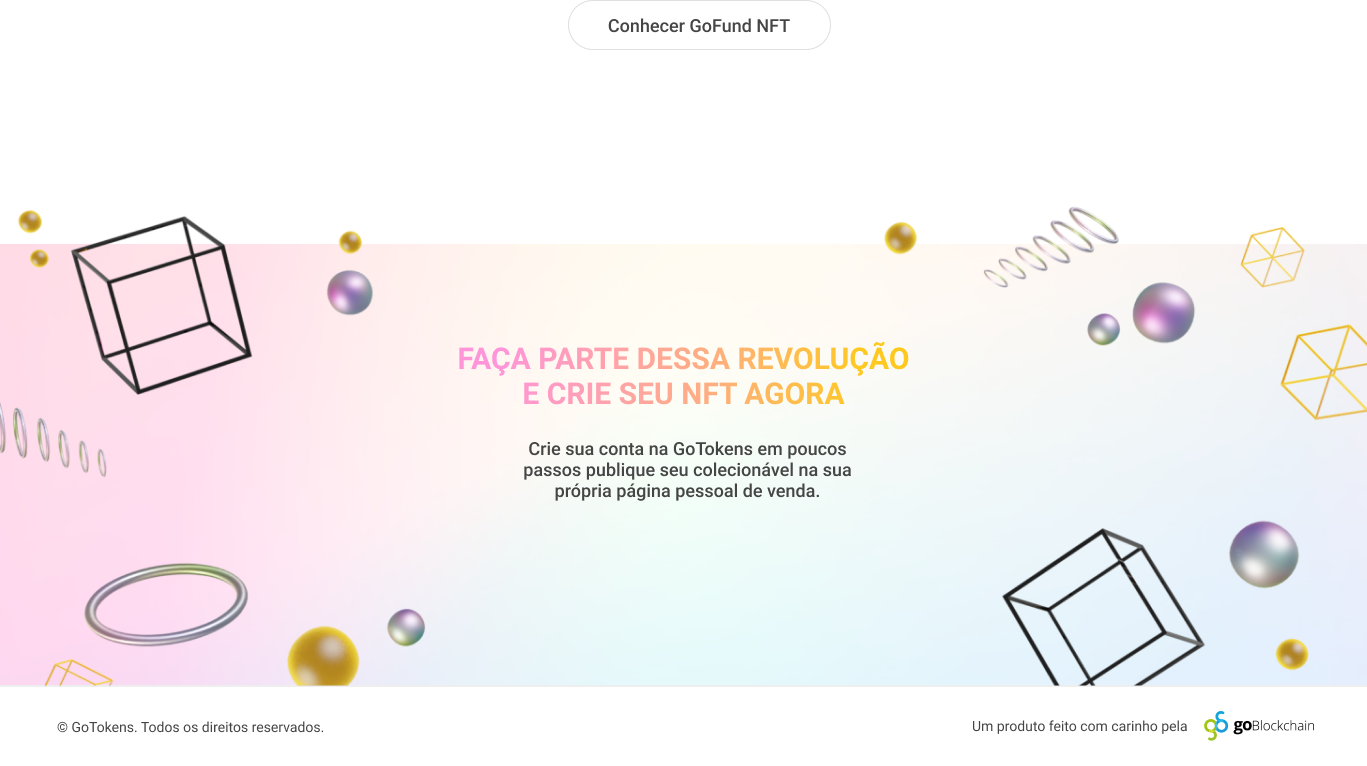 Conhecer GoFund NFT
FAÇA PARTE DESSA REVOLUÇÃO
E CRIE SEU NFT AGORA
Crie sua conta na GoTokens em poucos
passos publique seu colecionável na sua
própria página pessoal de venda.
© GoTokens. Todos os direitos reservados.
Um produto feito com carinho pela
goBlockchain